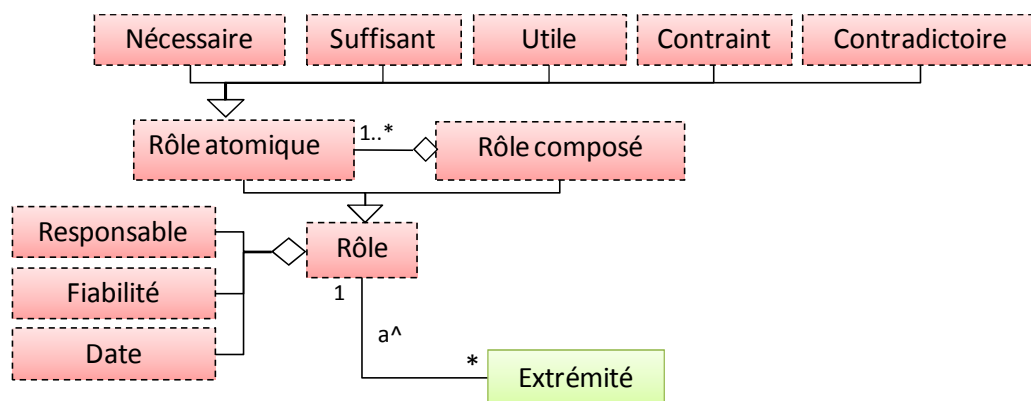 Nécessaire
Suffisant
Utile
Contraint
Contradictoire
Rôle atomique
1..*
Rôle composé
Responsable
Fiabilité
Date
Rôle
1
a^
*
Extrémité